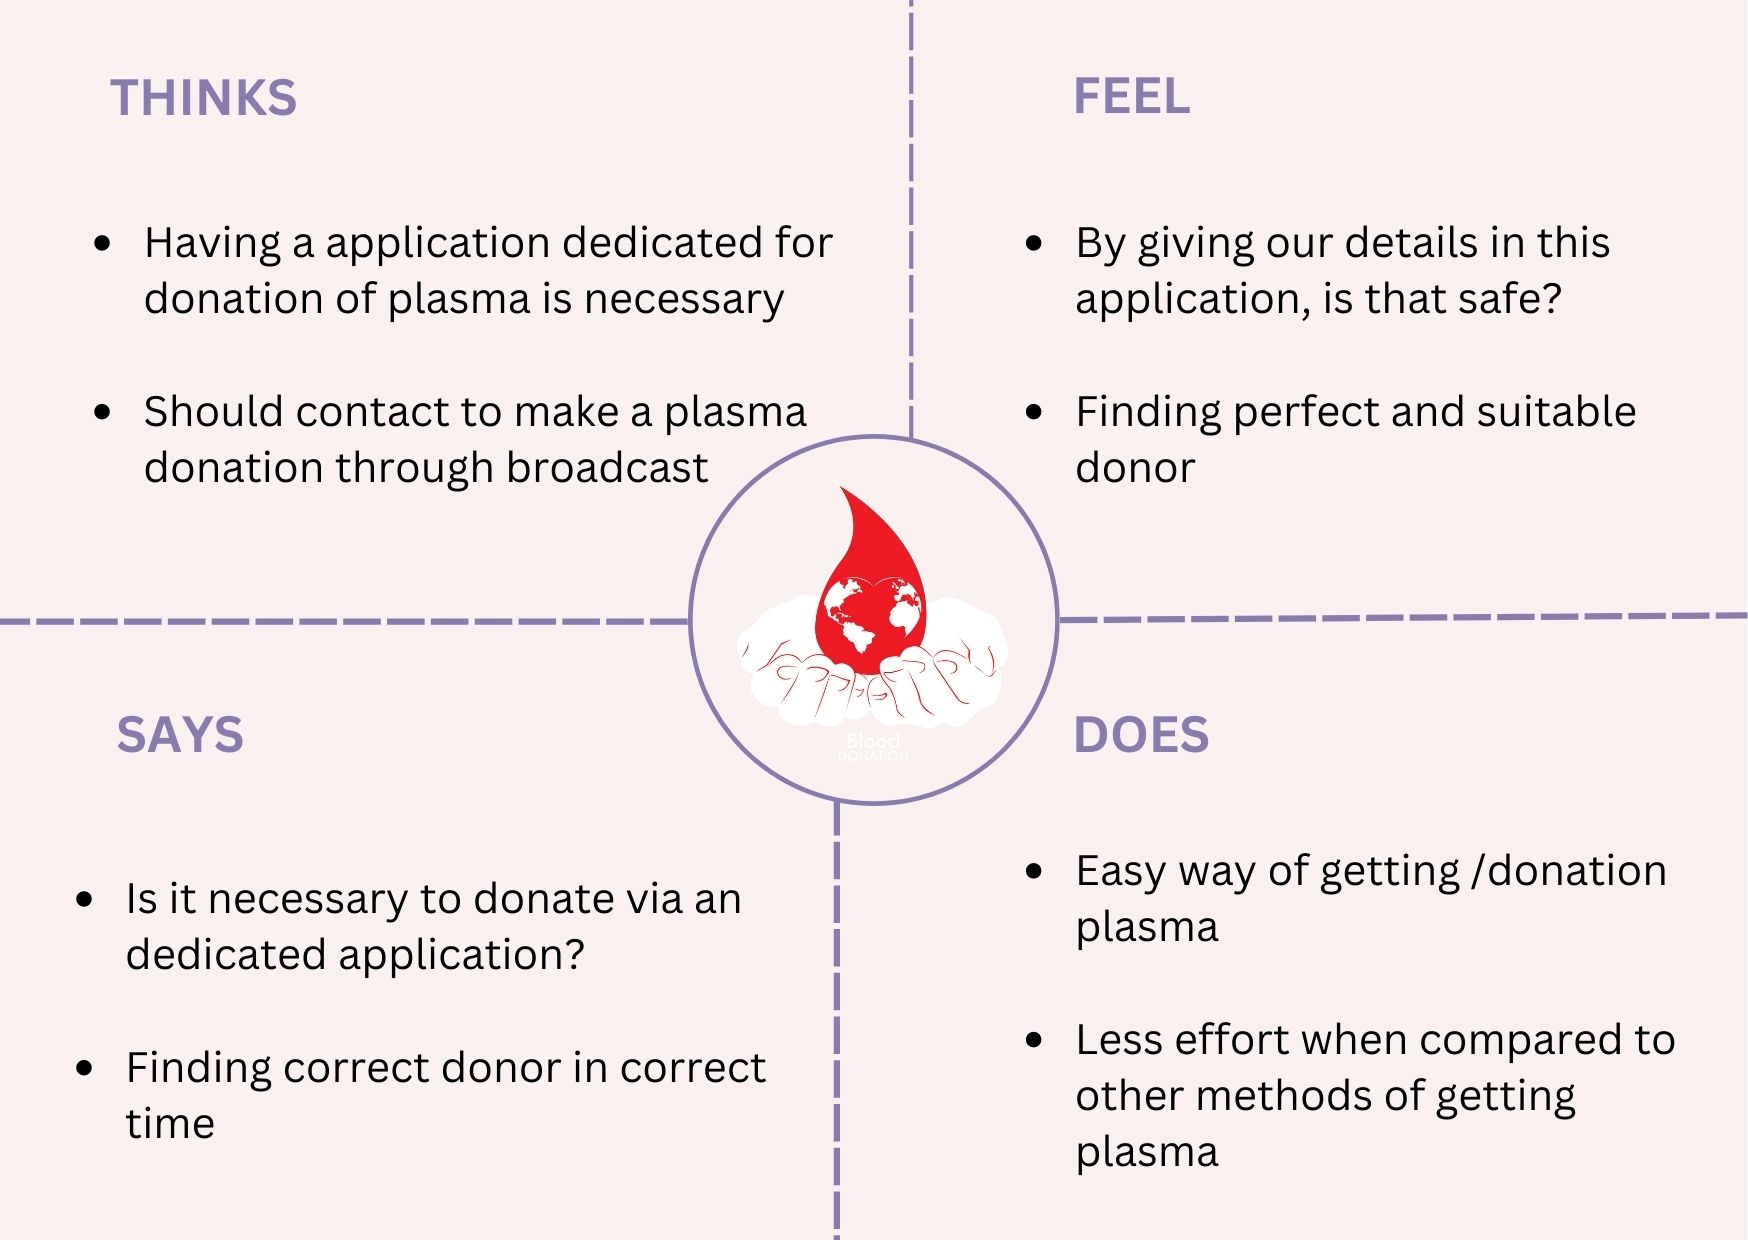 THINKS
• Having a application dedicated for
donation of plasma is necessary
• Should contact to make a plasma
donation through broadcast
FEEL
• By giving our details in this
application, is that safe?
• Finding perfect and suitable
donor
Blood
DONATION
SAYS
• Is it necessary to donate via an
dedicated application?
• Finding correct donor in correct
time
DOES
• Easy way of getting /donation
plasma
• Less effort when compared to
other methods of getting
plasma